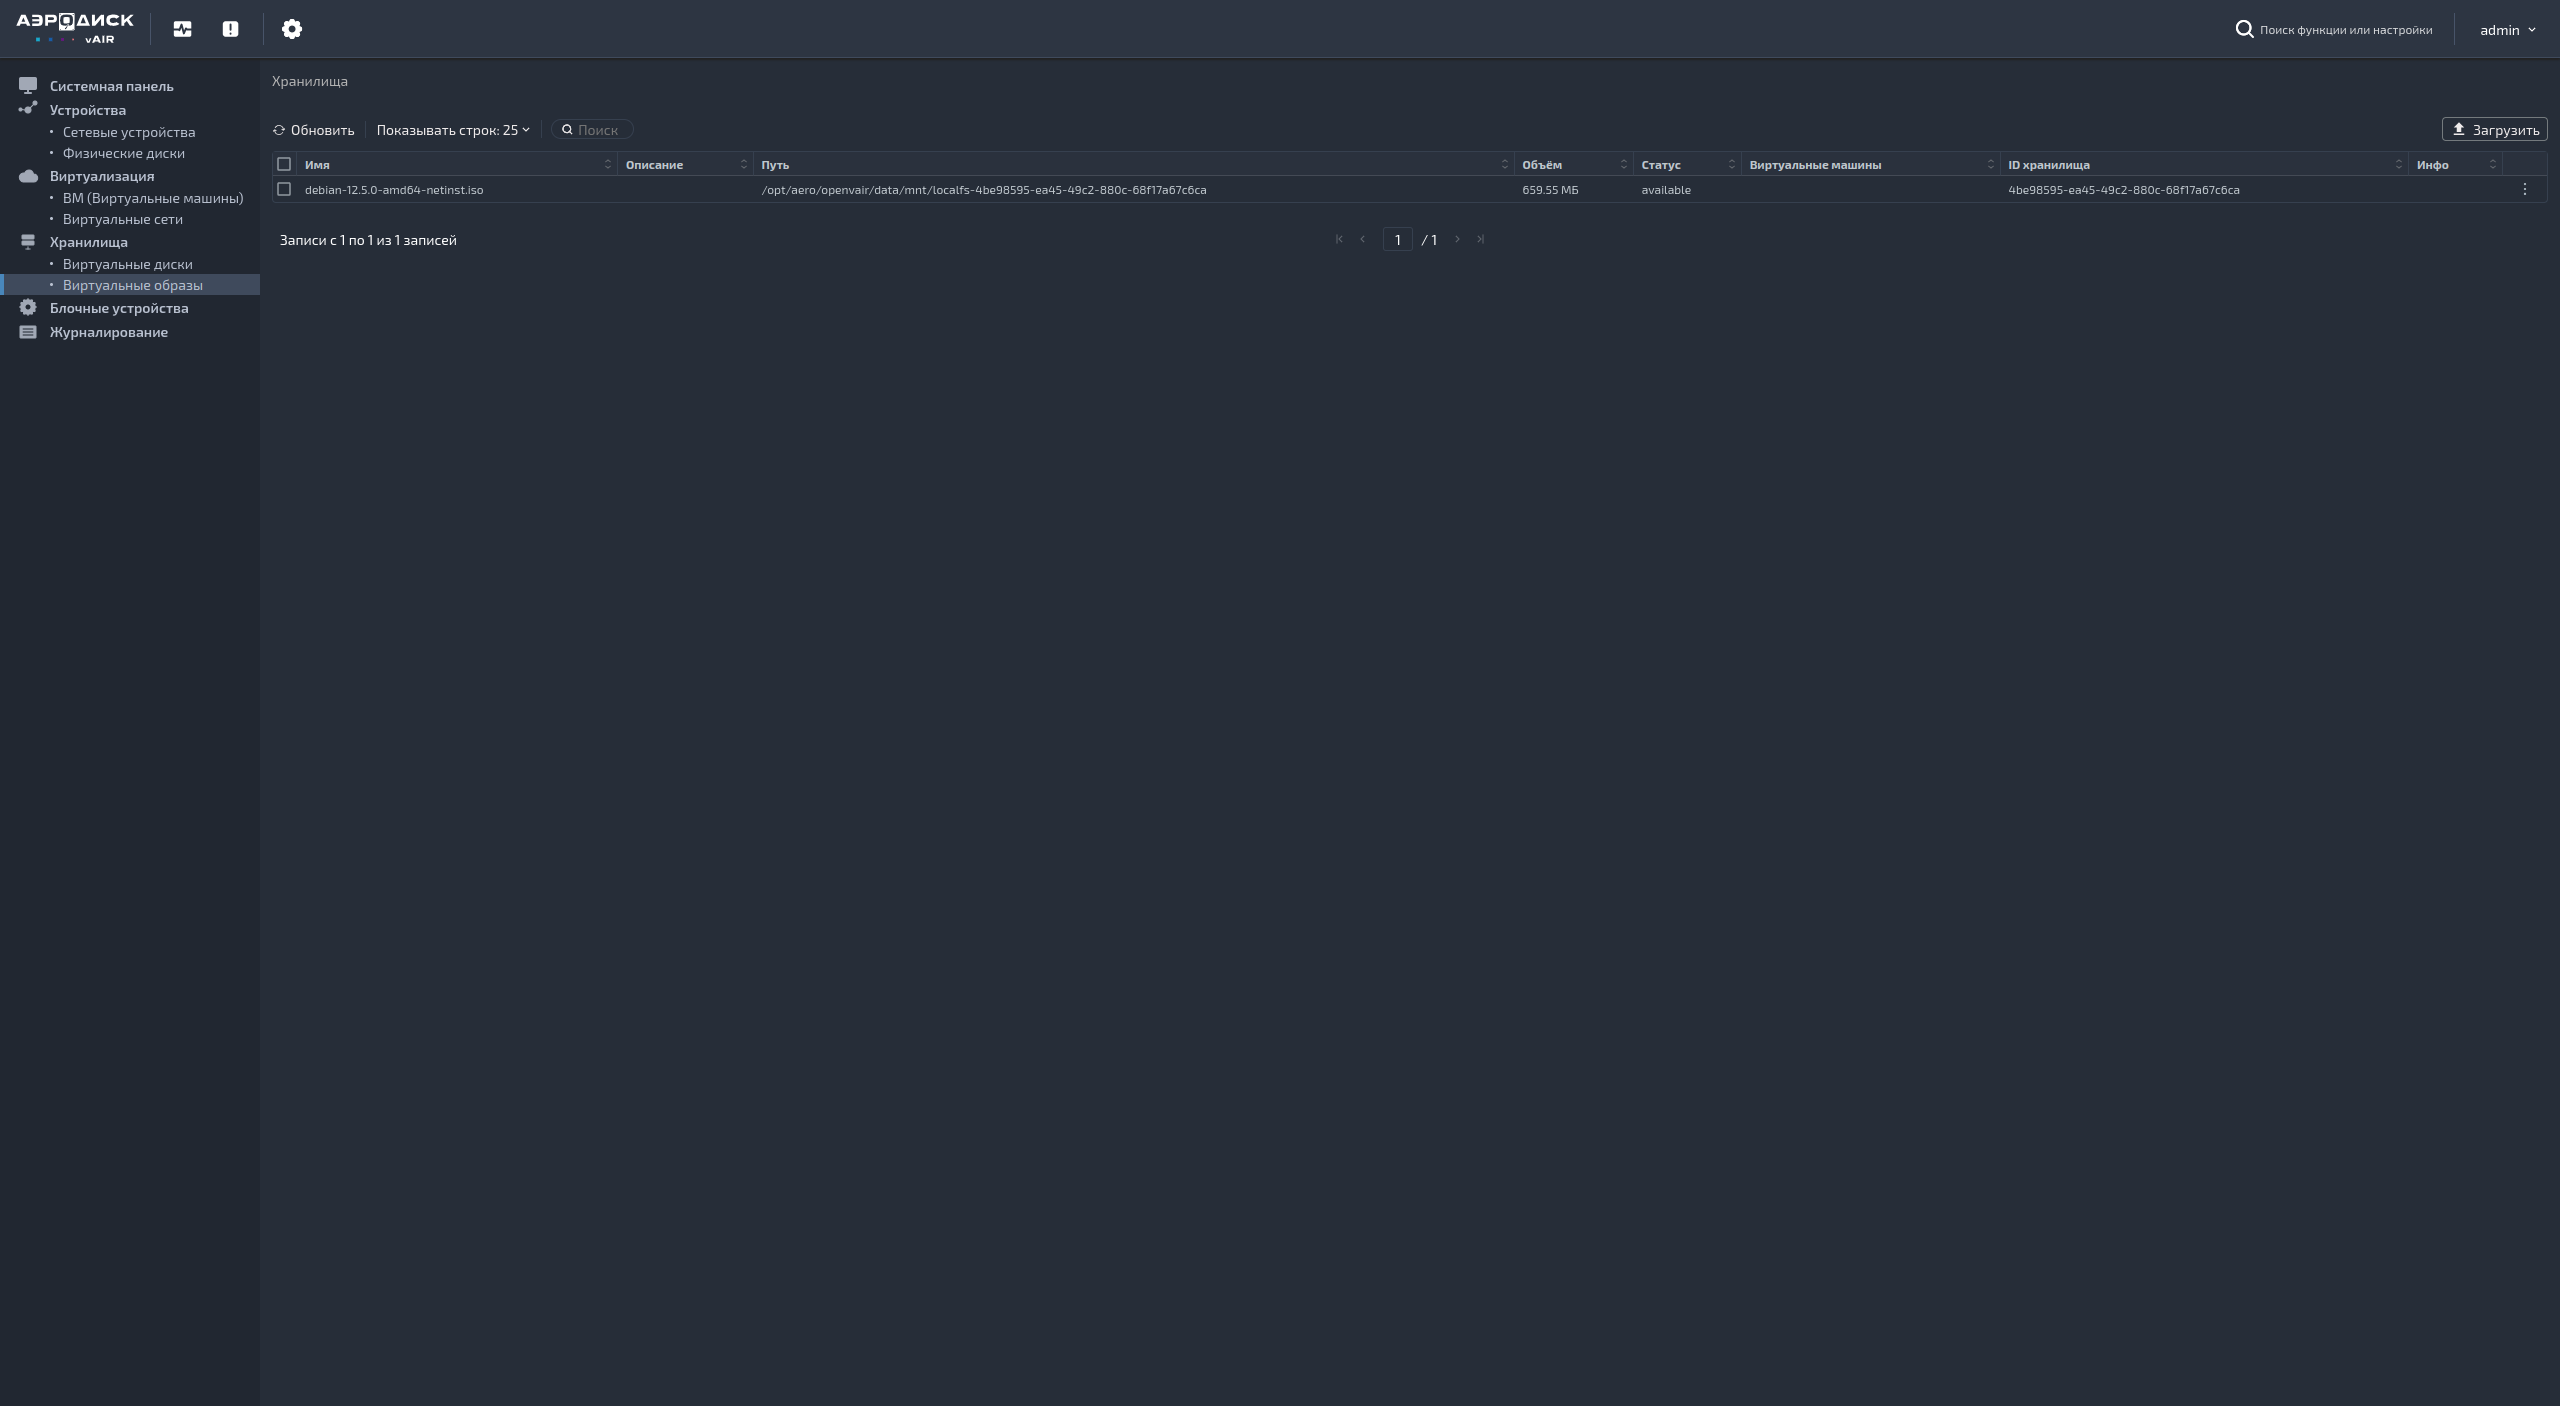 АЭРОДИСК
vAIR
Поиск функции или настройки
admin
Системная панель
Устройства
• Сетевые устройства
• Физические диски
Виртуализация
• ВМ (Виртуальные машины)
• Виртуальные сети
Хранилища
• Виртуальные диски
• Виртуальные образы
Блочные устройства
Журналирование
Хранилища
Обновить Показывать строк: 25 Поиск Загрузить
Имя Описание Путь Объём Статус Виртуальные машины ID хранилища Инфо
debian-12.5.0-amd64-netinst.iso /opt/aero/openvair/data/mnt/localfs-4be98595-ea45-49c2-880c-68f17a67c6ca 659.55 МБ available 4be98595-ea45-49c2-880c-68f17a67c6ca
Записи с 1 по 1 из 1 записей 1 / 1